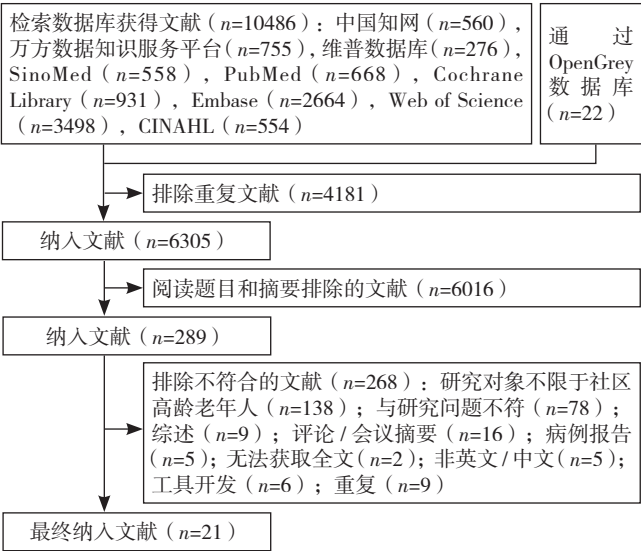 检索数据库获得文献（n=10486）：中国知网（n=560），
万方数据知识服务平台（n=755），维普数据库（n=276），
SinoMed（n=558），PubMed（n=668），Cochrane
Library（n=931），Embase（n=2664），Web of Science
（n=3498），CINAHL（n=554）
通过
OpenGrey
数据库
（n=22）
排除重复文献（n=4181）
纳入文献（n=6305）
阅读题目和摘要排除的文献（n=6016）
纳入文献（n=289）
排除不符合的文献（n=268）：研究对象不限于社区
高龄老年人（n=138）；与研究问题不符（n=78）；
综述（n=9）；评论/会议摘要（n=16）；病例报告
（n=5）；无法获取全文（n=2）；非英文/中文（n=5）；
工具开发（n=6）；重复（n=9）
最终纳入文献（n=21）